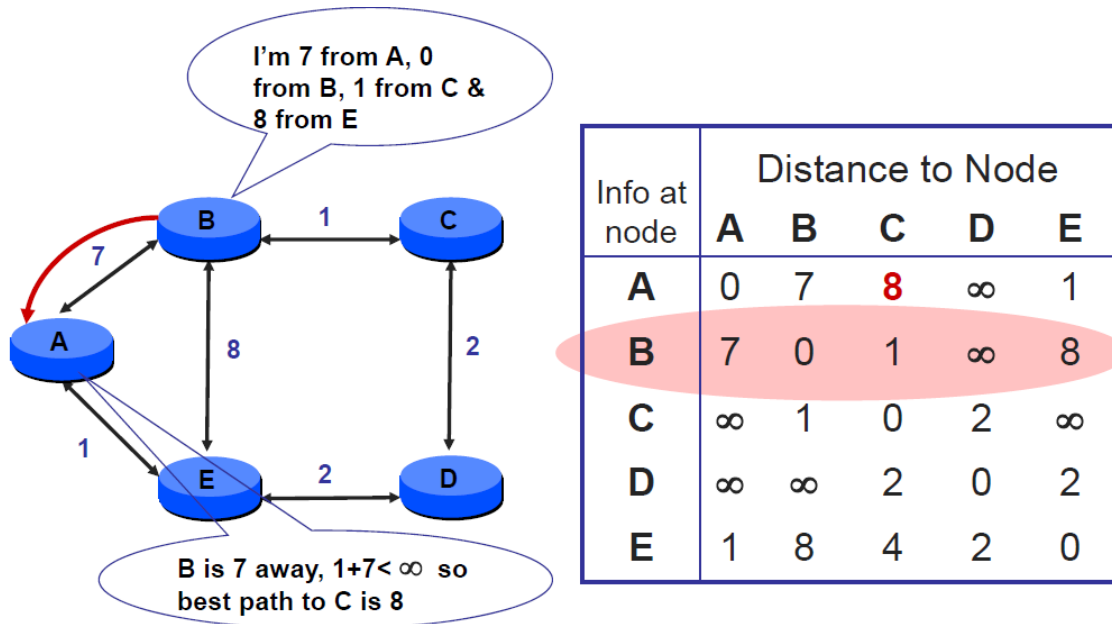 I'm 7 from A, 0
from B, 1 from C &
8 from E
B
1
C
7
A
8
2
1
E
2
D
B is 7 away, 1+7< ∞ so
best path to C is 8
Info at
node
Distance to Node
A B C D E
A 0 7 8 ∞ 1
B 7 0 1 ∞ 8
C ∞ 1 0 2 ∞
D ∞ ∞ 2 0 2
E 1 8 4 2 0